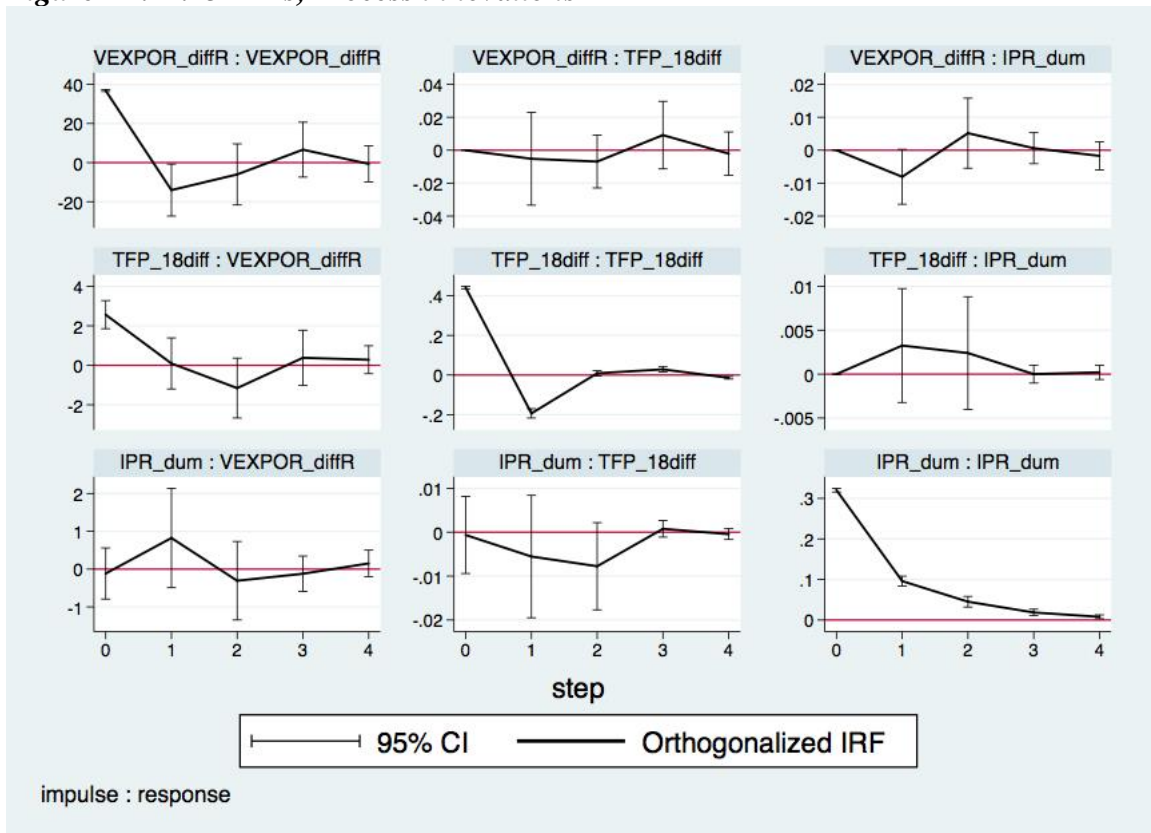 VEXPOR_diffR : VEXPOR_diffR
VEXPOR_diffR : TFP_18diff
VEXPOR_diffR : IPR_dum
40
20
0
-20
.04
.02
0
-.02
-.04
.02
.01
0
-.01
-.02
TFP_18diff : VEXPOR_diffR
TFP_18diff : TFP_18diff
TFP_18diff : IPR_dum
4
2
0
-2
.4
.2
0
-.2
.01
.005
0
-.005
IPR_dum : VEXPOR_diffR
IPR_dum : TFP_18diff
IPR_dum : IPR_dum
2
1
0
-1
.01
0
-.01
-.02
.3
.2
.1
0
0 1 2 3 4
0 1 2 3 4
0 1 2 3 4
step
95% CI
Orthogonalized IRF
impulse : response